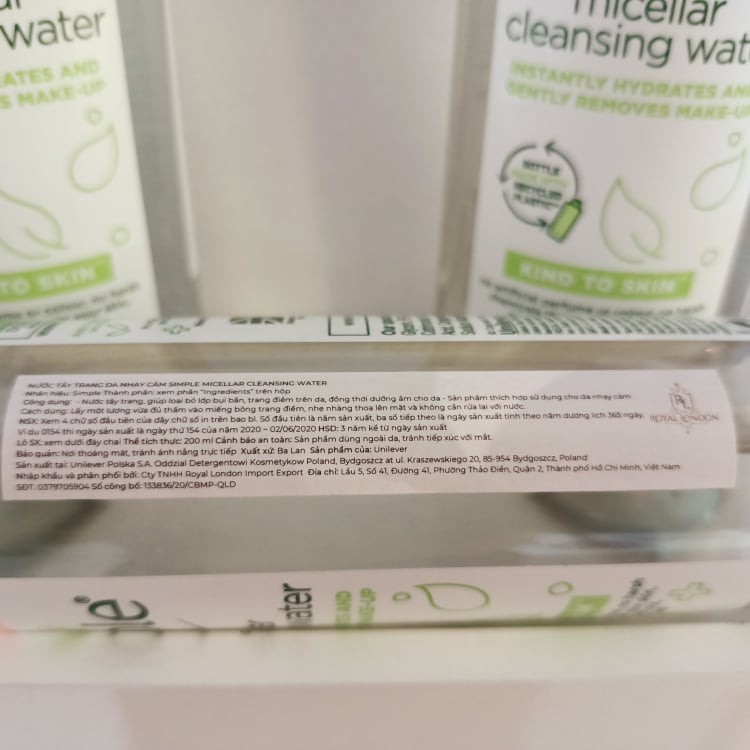 water
ATES AND
S MAKE-UP
TO SKIN
micellar
cleansing wat
INSTANTLY HYDRATES AN
GENTLY REMOVES MAKE-U
BOTTLE
RECYCLED
PLASTIC
KIND TO SKIN
NƯỚC TẨY TRANG DA NHẠY CẢM SIMPLE MICELLAR CLEANSING WATER
Nhãn hiệu: Simple Thành phần: xem phần "Ingredients" trên hộp
Công dụng: - Nước tẩy trang, giúp loại bỏ lớp bụi bẩn, trang điểm trên da, đồng thời dưỡng ẩm cho da - Sản phẩm thích hợp sử dụng cho da nhạy cảm
Cách dùng: Lấy một lượng vừa đủ thấm vào miếng bông trang điểm, nhẹ nhàng thoa lên mặt và không cần rửa lại với nước.
NSX: Xem 4 chữ số đầu tiên của dãy chữ số in trên bao bì. Số đầu tiên là năm sản xuất, ba số tiếp theo là ngày sản xuất tính theo năm dương lịch 365 ngày.
Ví dụ 0154 thì ngày sản xuất là ngày thứ 154 của năm 2020 – 02/06/2020 HSD: 3 năm kể từ ngày sản xuất
Lô SX: xem dưới đáy chai Thể tích thực: 200 ml Cảnh báo an toàn: Sản phẩm dùng ngoài da, tránh tiếp xúc với mắt.
Bảo quản: Nơi thoáng mát, tránh ánh nắng trực tiếp Xuất xứ: Ba Lan Sản phẩm của: Unilever
Sản xuất tại: Unilever Polska S.A. Oddzial Detergentowi Kosmetykow Poland, Bydgoszcz at ul. Kraszewskiego 20, 85-954 Bydgoszcz, Poland
Nhập khẩu và phân phối bởi: Cty TNHH Royal London Import Export Địa chỉ: Lầu 5, Số 41, Đường 41, Phường Thảo Điền, Quận 2, Thành phố Hồ Chí Minh, Việt Nam
SĐT: 0379705904 Số công bố: 133836/20/CBMP-QLD
ROYAL LONDON
le®
water
AND
KE-UP